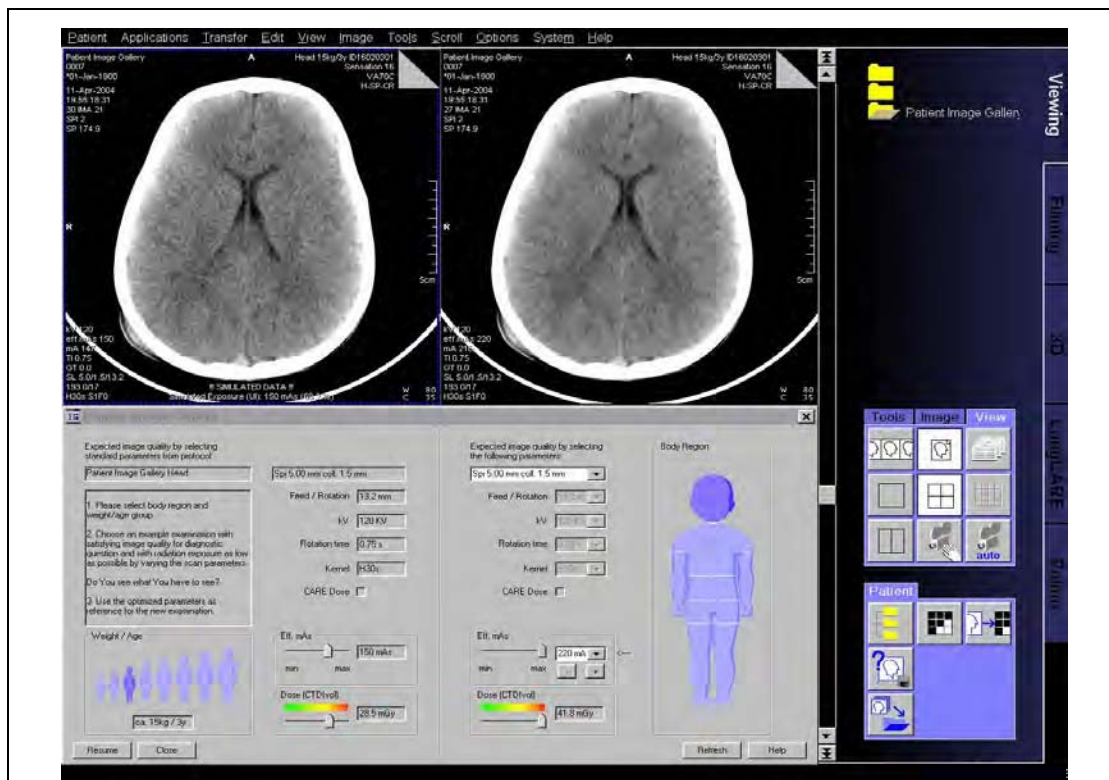 Patient Applications Transfer Edit View Image Tools Scroll Options System Help
Patient Image Gallery
0007
*01-Jan-1900
11-Apr-2004
19:55:18.31
30 IMA 21
SPI 2
SP 174.9
A
Head 15kg/3y ID16020301
Sensation 16
VA70C
H-SP-CR
R
5cm
kV 120
eff.mAs 150
TI 0.75
GT 0.0
SL 5.0/1.5/13.2
193 0/17
H30s S1F0
!! SIMULATED DATA !!
W 80
C 35
Patient Image Gallery
0007
*01-Jan-1900
11-Apr-2004
19:55:18.31
27 IMA 21
SPI 2
SP 174.9
A
Head 15kg/3y ID16020301
Sensation 16
VA70C
H-SP-CR
R
5cm
kV 120
eff.mAs 220
TI 0.75
GT 0.0
SL 5.0/1.5/13.2
193 0/17
H30s S1F0
W 80
C 35
Patient Image Gallery
Viewing
Filming
3D
Expected image quality by selecting
standard parameters from protocol
Patient Image Gallery Head
1. Please select body region and
weight/age group.
2. Choose an example examination with
satisfying image quality for diagnostic
question and with radiation exposure as low
as possible by varying the scan parameters.
Do You see what You have to see?
3. Use the optimized parameters as
reference for the new examination.
Weight / Age
ca. 15kg / 3y
Resume
Close
Spi 5.00 mm coll. 1.5 mm
Feed / Rotation 13.2 mm
kV 120 KV
Rotation time 0.75 s
Kernel H30s
CARE Dose
Eff. mAs
150 mAs
min max
Dose (CTDIvol)
28.5 mGy
Expected image quality by selecting
the following parameters:
Spi 5.00 mm coll. 1.5 mm
Feed / Rotation
kV
Rotation time
Kernel
CARE Dose
Eff. mAs
220 mA
min max
Dose (CTDIvol)
41.8 mGy
Body Region
Refresh
Help
Tools Image View
auto
Patient